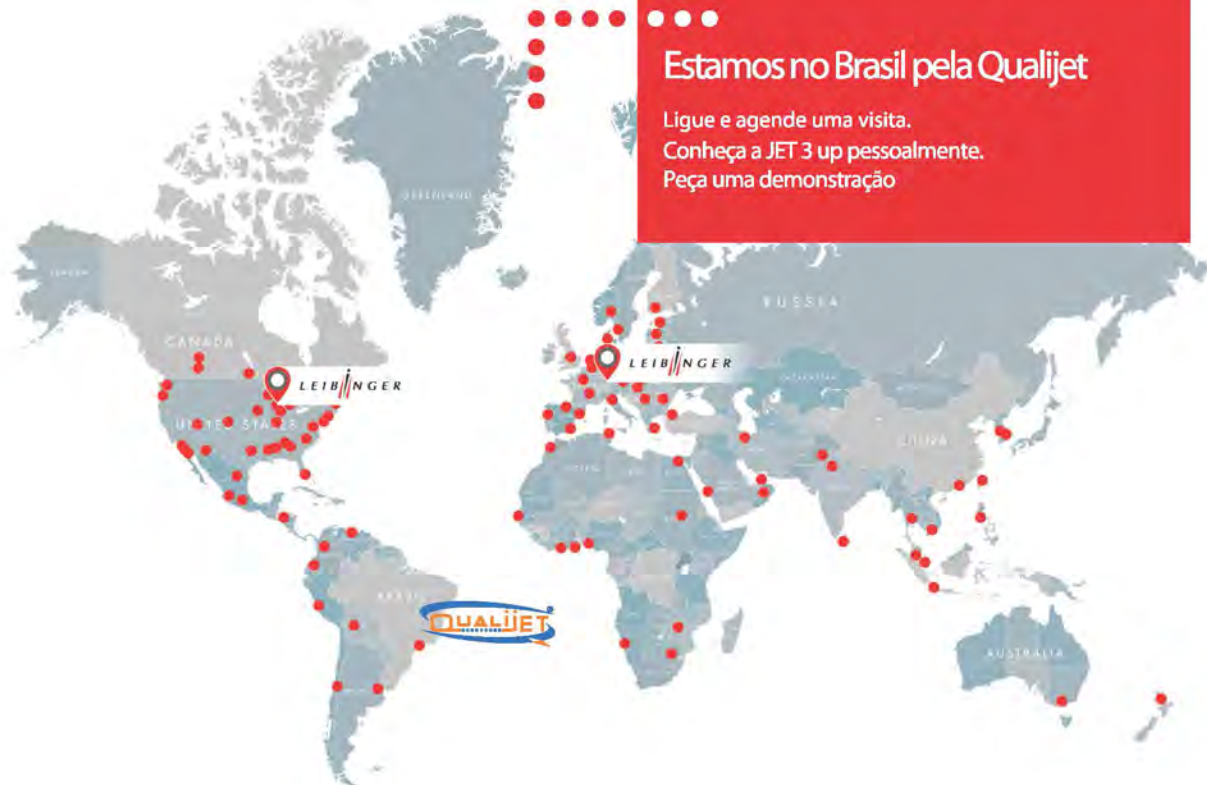 Estamos no Brasil pela Qualijet
Ligue e agende uma visita.
Conheça a JET 3 up pessoalmente.
Peça uma demonstração
GREENLAND
RUSSIA
CANADA
LEIBINGER
LEIBINGER
UNITED STATES
CHINA
BRASIL
QUALIJET
AUSTRALIA